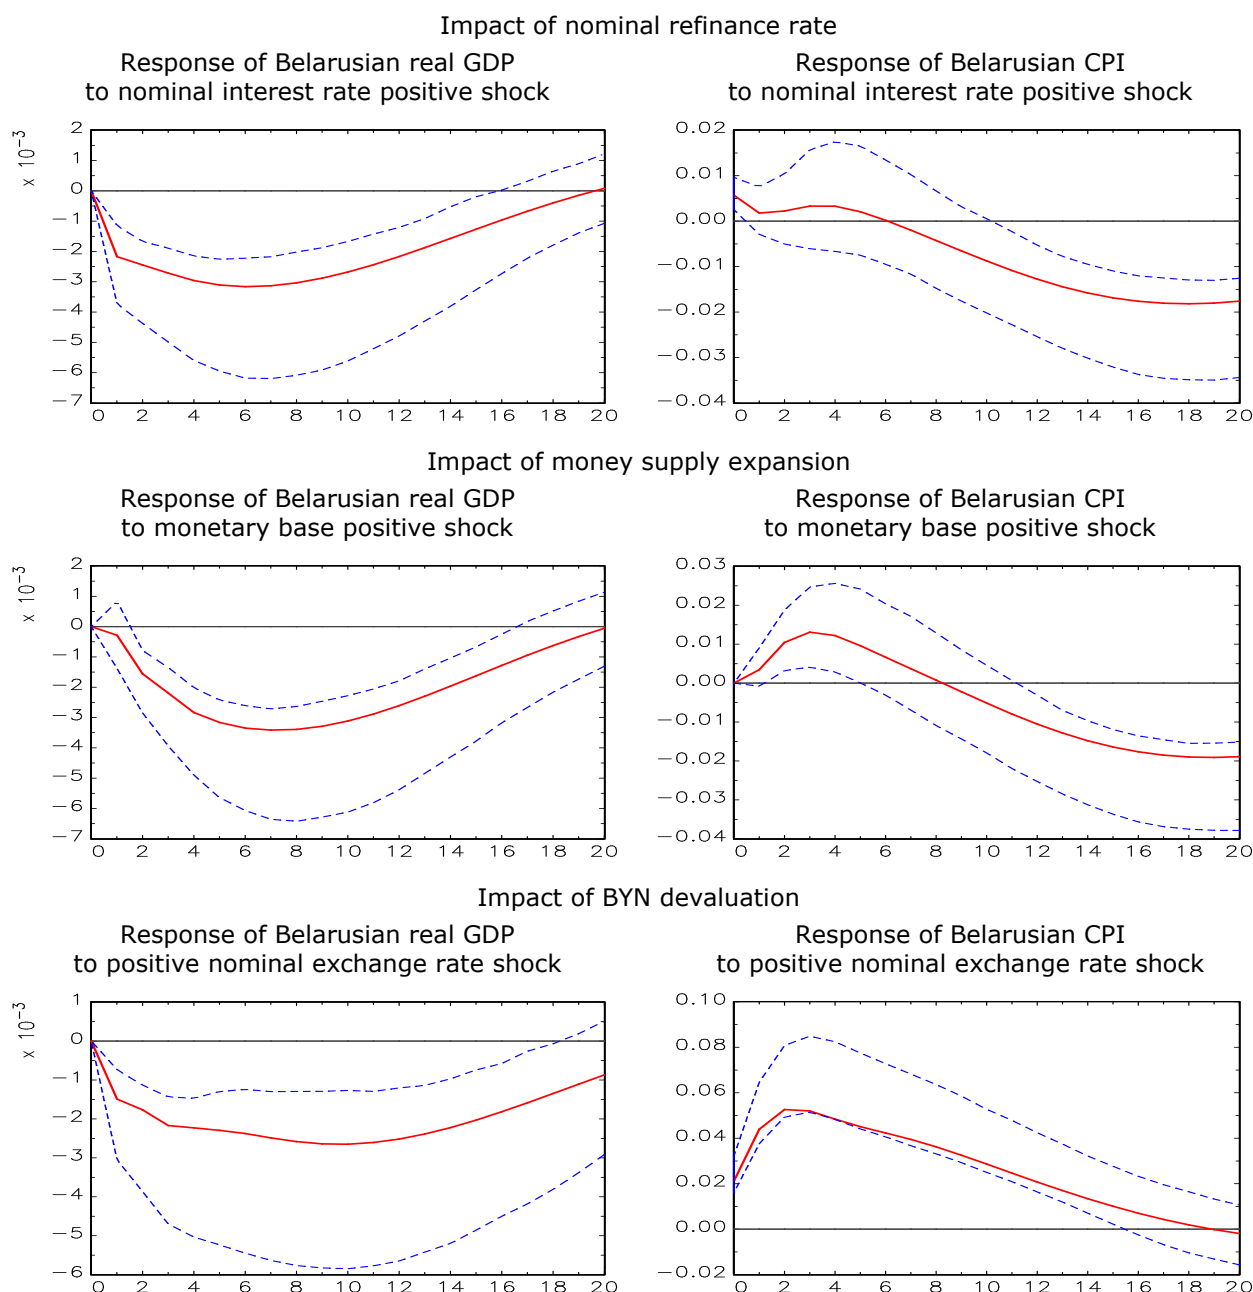 Impact of nominal refinance rate
Response of Belarusian real GDP
to nominal interest rate positive shock
x 10⁻³
2
1
0
−1
−2
−3
−4
−5
−6
−7
0 2 4 6 8 10 12 14 16 18 20
Response of Belarusian CPI
to nominal interest rate positive shock
0.02
0.01
0.00
−0.01
−0.02
−0.03
−0.04
0 2 4 6 8 10 12 14 16 18 20
Impact of money supply expansion
Response of Belarusian real GDP
to monetary base positive shock
x 10⁻³
2
1
0
−1
−2
−3
−4
−5
−6
−7
0 2 4 6 8 10 12 14 16 18 20
Response of Belarusian CPI
to monetary base positive shock
0.03
0.02
0.01
0.00
−0.01
−0.02
−0.03
−0.04
0 2 4 6 8 10 12 14 16 18 20
Impact of BYN devaluation
Response of Belarusian real GDP
to positive nominal exchange rate shock
x 10⁻³
1
0
−1
−2
−3
−4
−5
−6
0 2 4 6 8 10 12 14 16 18 20
Response of Belarusian CPI
to positive nominal exchange rate shock
0.10
0.08
0.06
0.04
0.02
0.00
−0.02
0 2 4 6 8 10 12 14 16 18 20